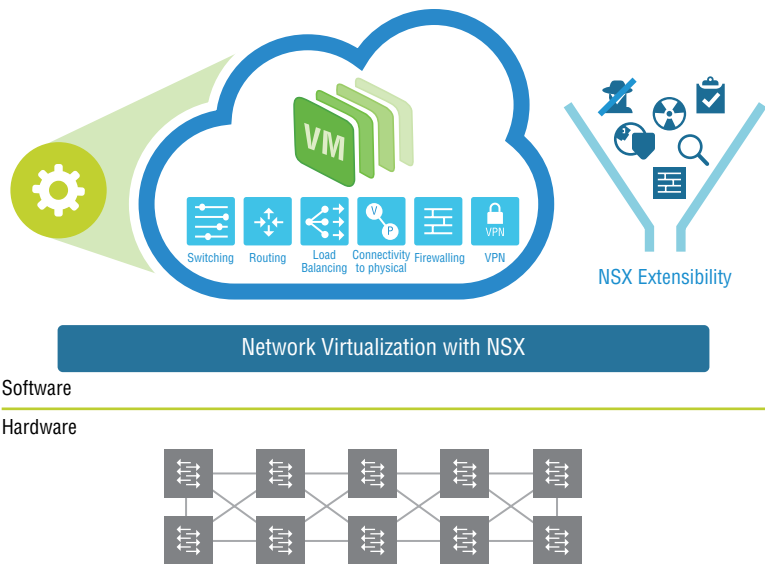 VM
V
P
VPN
Switching
Routing
Load
Balancing
Connectivity
to physical
Firewalling
VPN
NSX Extensibility
Network Virtualization with NSX
Software
Hardware